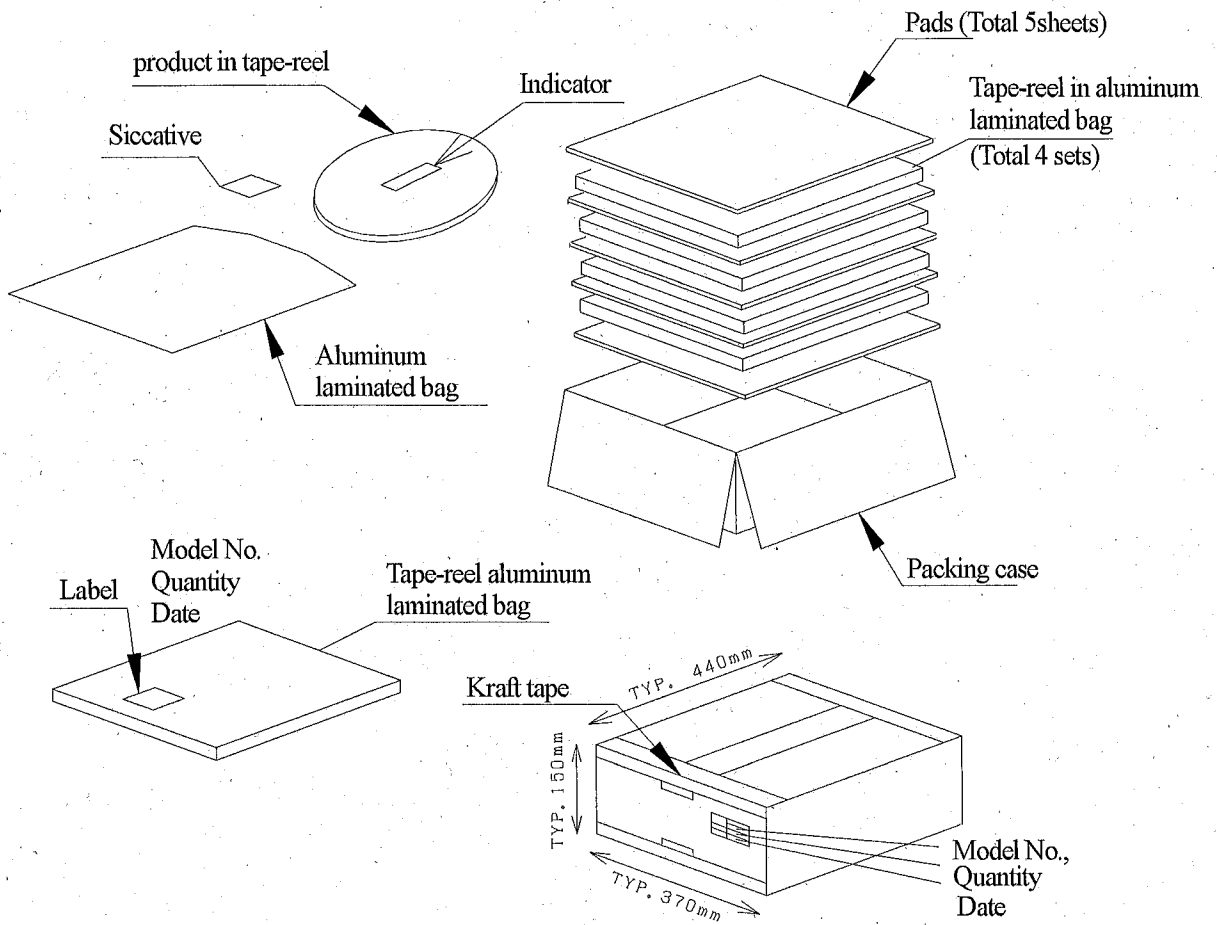 Pads (Total 5sheets)
product in tape-reel
Indicator
Tape-reel in aluminum
laminated bag
(Total 4 sets)
Siccative
Aluminum
laminated bag
Packing case
Model No.
Quantity
Date
Label
Tape-reel aluminum
laminated bag
Kraft tape
TYP. 440mm
TYP. 150mm
TYP. 370mm
Model No.,
Quantity
Date